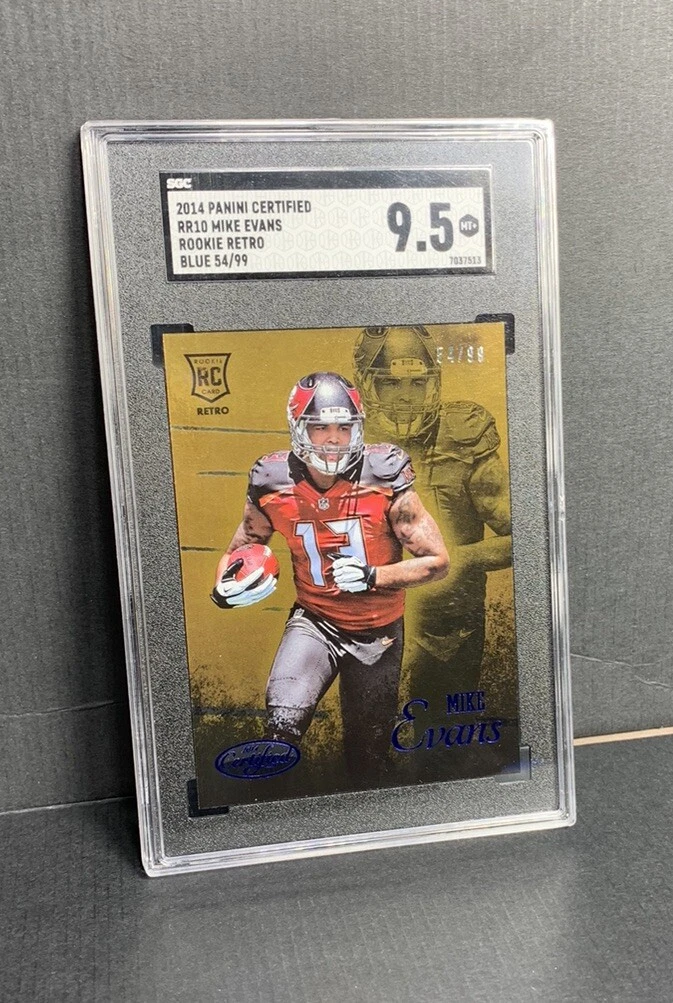 SGC
2014 PANINI CERTIFIED
RR10 MIKE EVANS
ROOKIE RETRO
BLUE 54/99
9.5
MT+
7037513
ROOKIE
RC
CARD
RETRO
54/99
13
MIKE
Evans
Certified